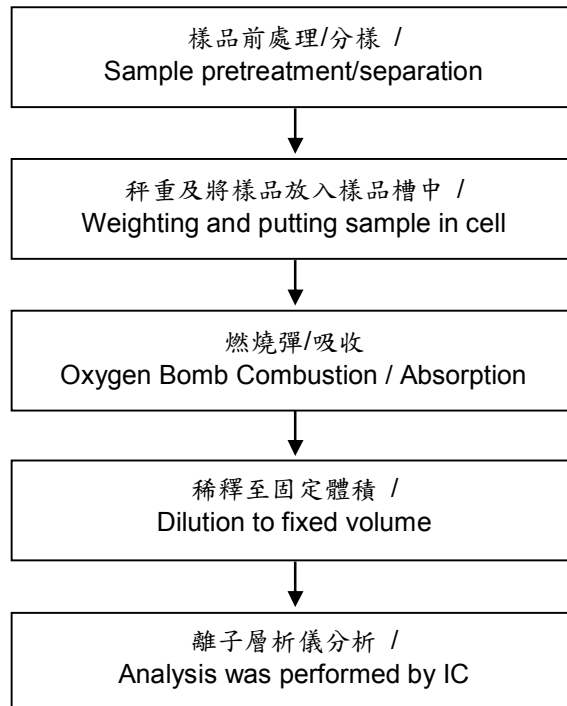 樣品前處理/分樣 /
Sample pretreatment/separation
秤重及將樣品放入樣品槽中 /
Weighting and putting sample in cell
燃燒彈/吸收
Oxygen Bomb Combustion / Absorption
稀釋至固定體積 /
Dilution to fixed volume
離子層析儀分析 /
Analysis was performed by IC